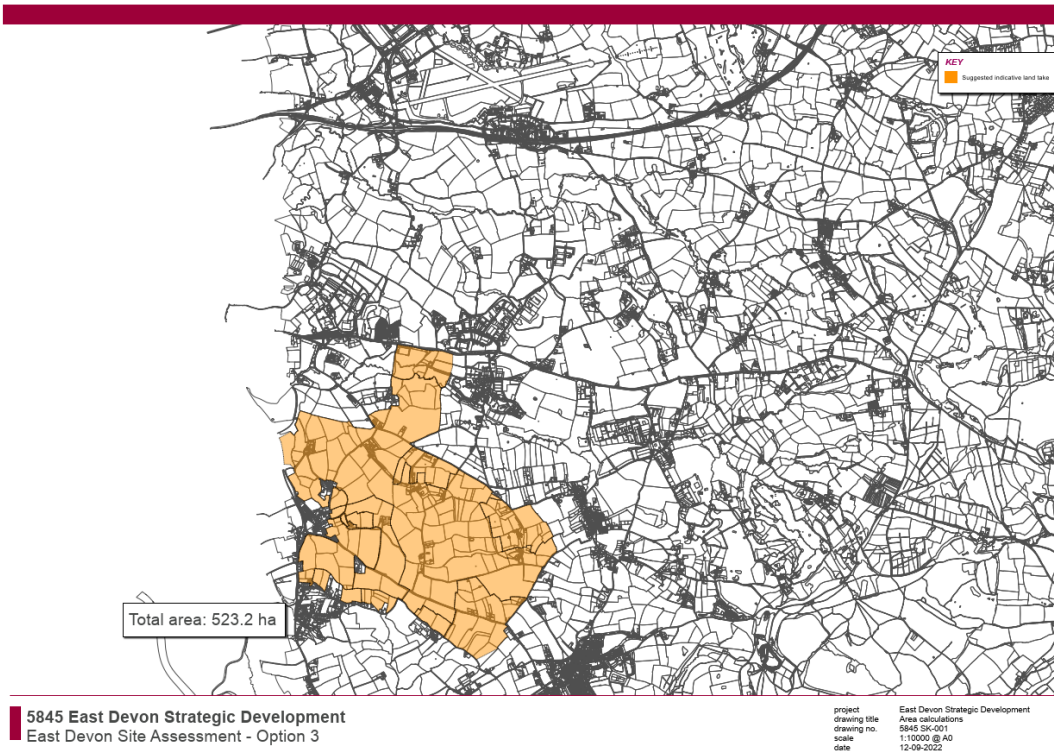 KEY
Suggested indicative land take
Total area: 523.2 ha
5845 East Devon Strategic Development
East Devon Site Assessment - Option 3
project East Devon Strategic Development
drawing title Area calculations
drawing no. 5845 SK-001
scale 1:10000 @ A0
date 12-09-2022